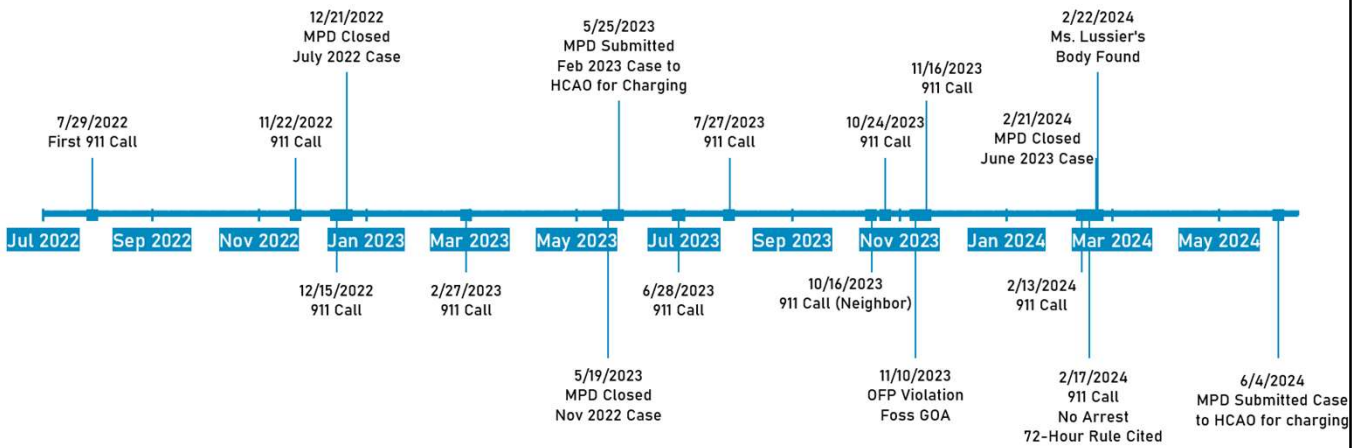 12/21/2022
MPD Closed
July 2022 Case
5/25/2023
MPD Submitted
Feb 2023 Case to
HCAO for Charging
2/22/2024
Ms. Lussier's
Body Found
11/16/2023
911 Call
7/29/2022
First 911 Call
11/22/2022
911 Call
7/27/2023
911 Call
10/24/2023
911 Call
2/21/2024
MPD Closed
June 2023 Case
Jul 2022
Sep 2022
Nov 2022
Jan 2023
Mar 2023
May 2023
Jul 2023
Sep 2023
Nov 2023
Jan 2024
Mar 2024
May 2024
12/15/2022
911 Call
2/27/2023
911 Call
6/28/2023
911 Call
10/16/2023
911 Call (Neighbor)
2/13/2024
911 Call
5/19/2023
MPD Closed
Nov 2022 Case
11/10/2023
OFP Violation
Foss GOA
2/17/2024
911 Call
No Arrest
72-Hour Rule Cited
6/4/2024
MPD Submitted Case
to HCAO for charging